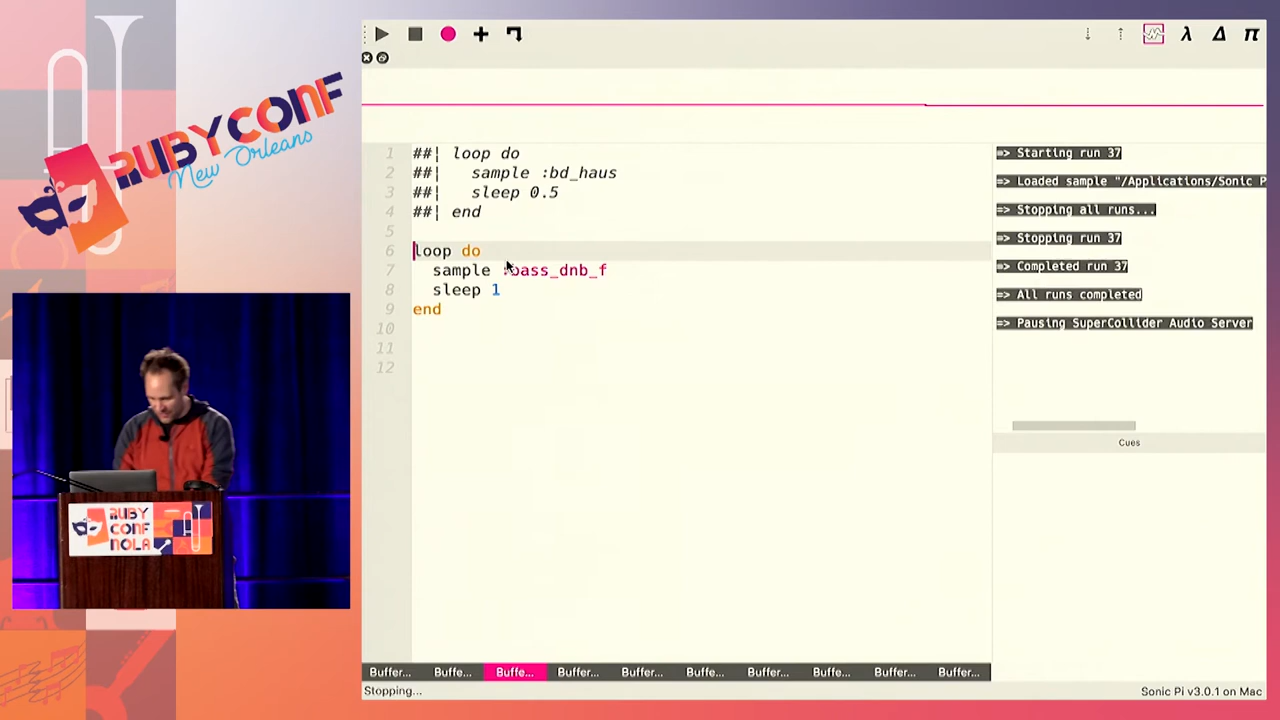 RUBYCONF
New Orleans
RUBY
CONF
NOLA
λ Δ π
1 ##| loop do
2 ##|   sample :bd_haus
3 ##|   sleep 0.5
4 ##| end
5
6 loop do
7   sample :bass_dnb_f
8   sleep 1
9 end
10
11
12
=> Starting run 37
=> Loaded sample "/Applications/Sonic P
=> Stopping all runs...
=> Stopping run 37
=> Completed run 37
=> All runs completed
=> Pausing SuperCollider Audio Server
Cues
Buffer... Buffe... Buffe... Buffer... Buffer... Buffe... Buffer... Buffe... Buffer... Buffer...
Stopping...
Sonic Pi v3.0.1 on Mac